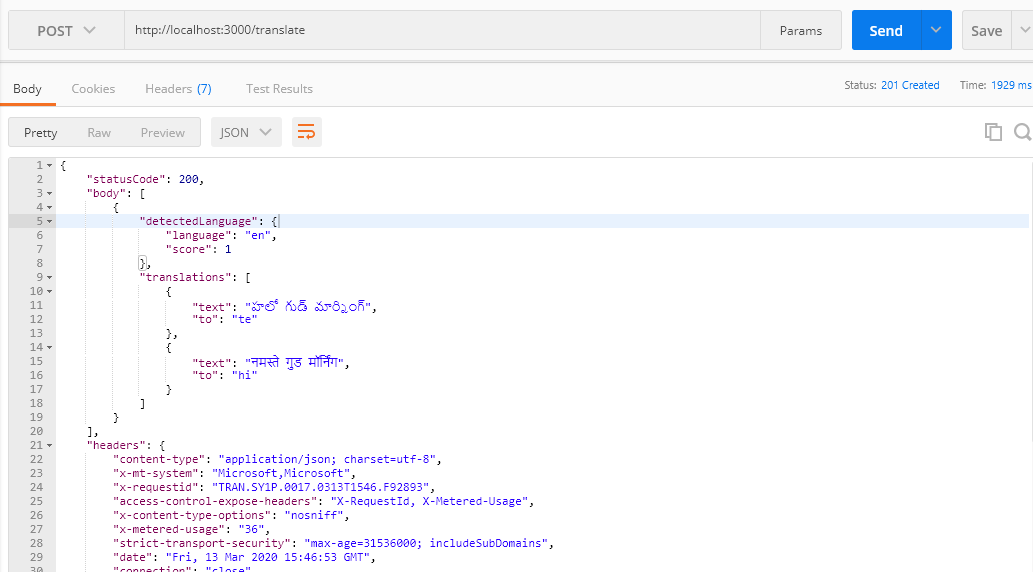 POST http://localhost:3000/translate Params Send Save
Body Cookies Headers (7) Test Results Status: 201 Created Time: 1929 ms
Pretty Raw Preview JSON
1 {
2 "statusCode": 200,
3 "body": [
4 {
5 "detectedLanguage": {
6 "language": "en",
7 "score": 1
8 },
9 "translations": [
10 {
11 "text": "హలో గుడ్ మార్నింగ్",
12 "to": "te"
13 },
14 {
15 "text": "नमस्ते गुड मॉर्निंग",
16 "to": "hi"
17 }
18 ]
19 }
20 ],
21 "headers": {
22 "content-type": "application/json; charset=utf-8",
23 "x-mt-system": "Microsoft,Microsoft",
24 "x-requestid": "TRAN.SY1P.0017.0313T1546.F92893",
25 "access-control-expose-headers": "X-RequestId, X-Metered-Usage",
26 "x-content-type-options": "nosniff",
27 "x-metered-usage": "36",
28 "strict-transport-security": "max-age=31536000; includeSubDomains",
29 "date": "Fri, 13 Mar 2020 15:46:53 GMT",
30 "connection": "close"